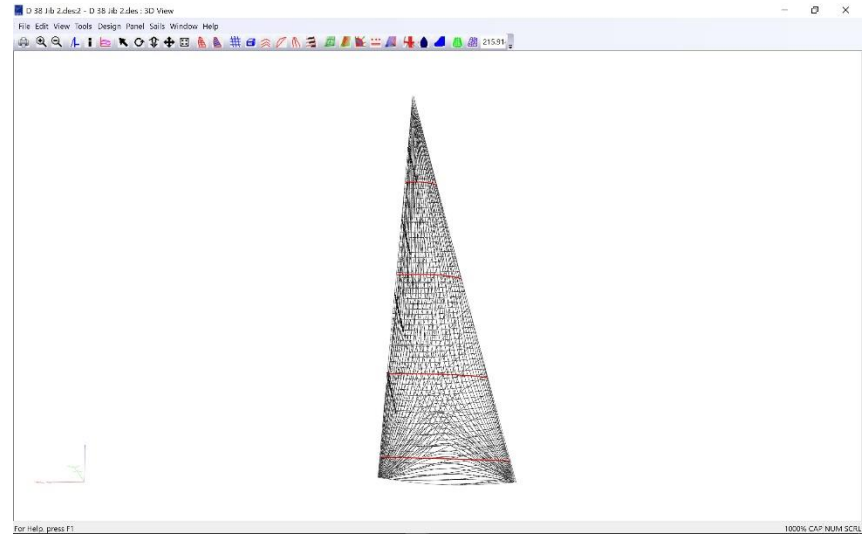 D 38 Jib 2.des:2 - D 38 Jib 2.des : 3D View
File Edit View Tools Design Panel Sails Window Help
215.91
For Help, press F1
1000% CAP NUM SCRL